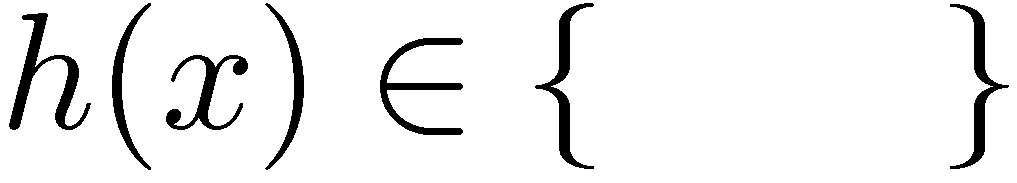 h(x) ∈ { }